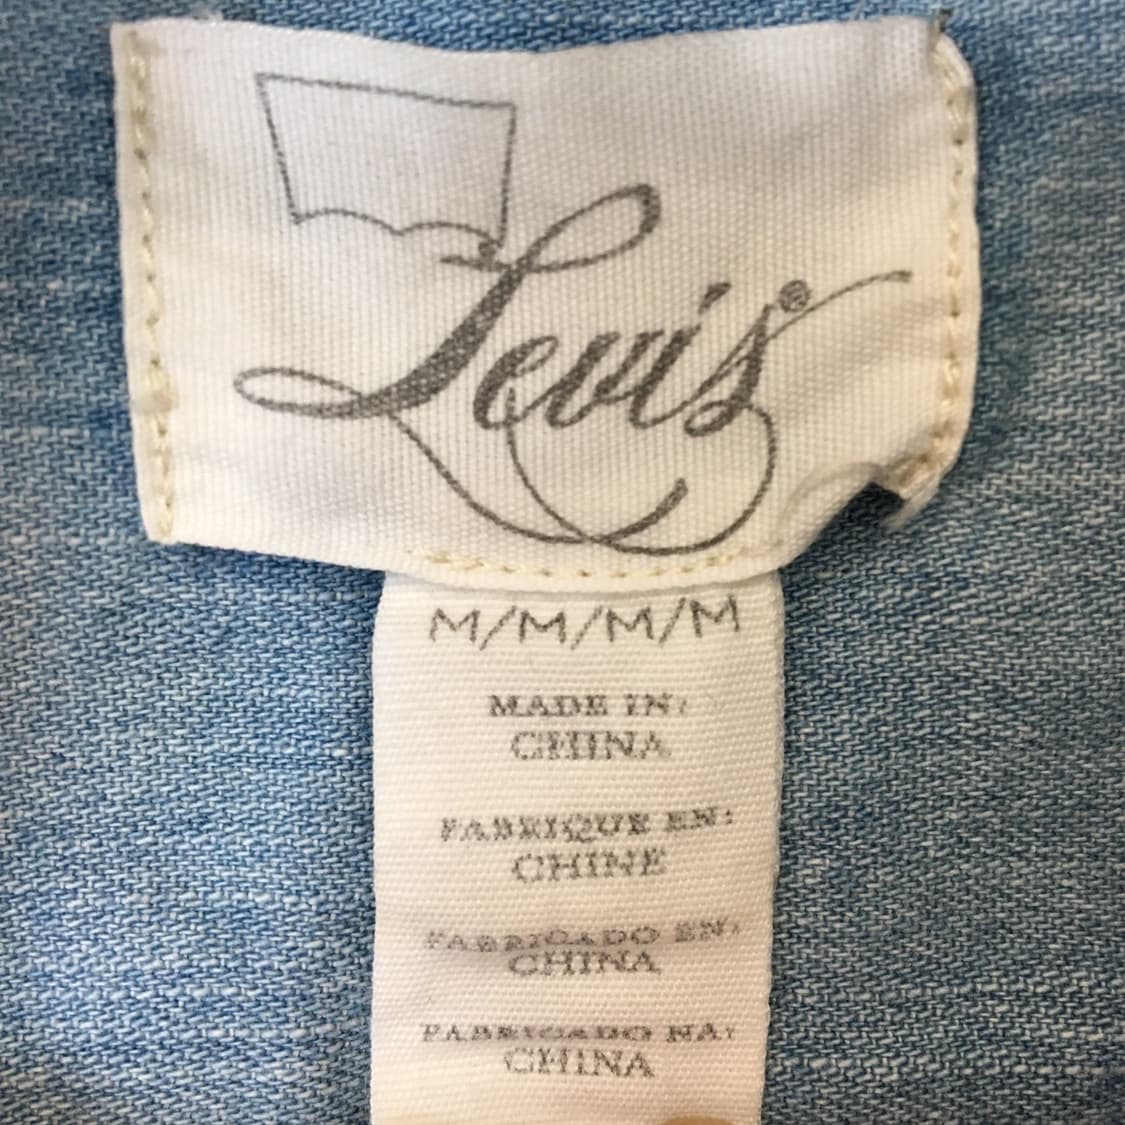 Levi's®
M/M/M/M
MADE IN:
CHINA
FABRIQUE EN:
CHINE
FABRICADO EN:
CHINA
FABRICADO NA:
CHINA